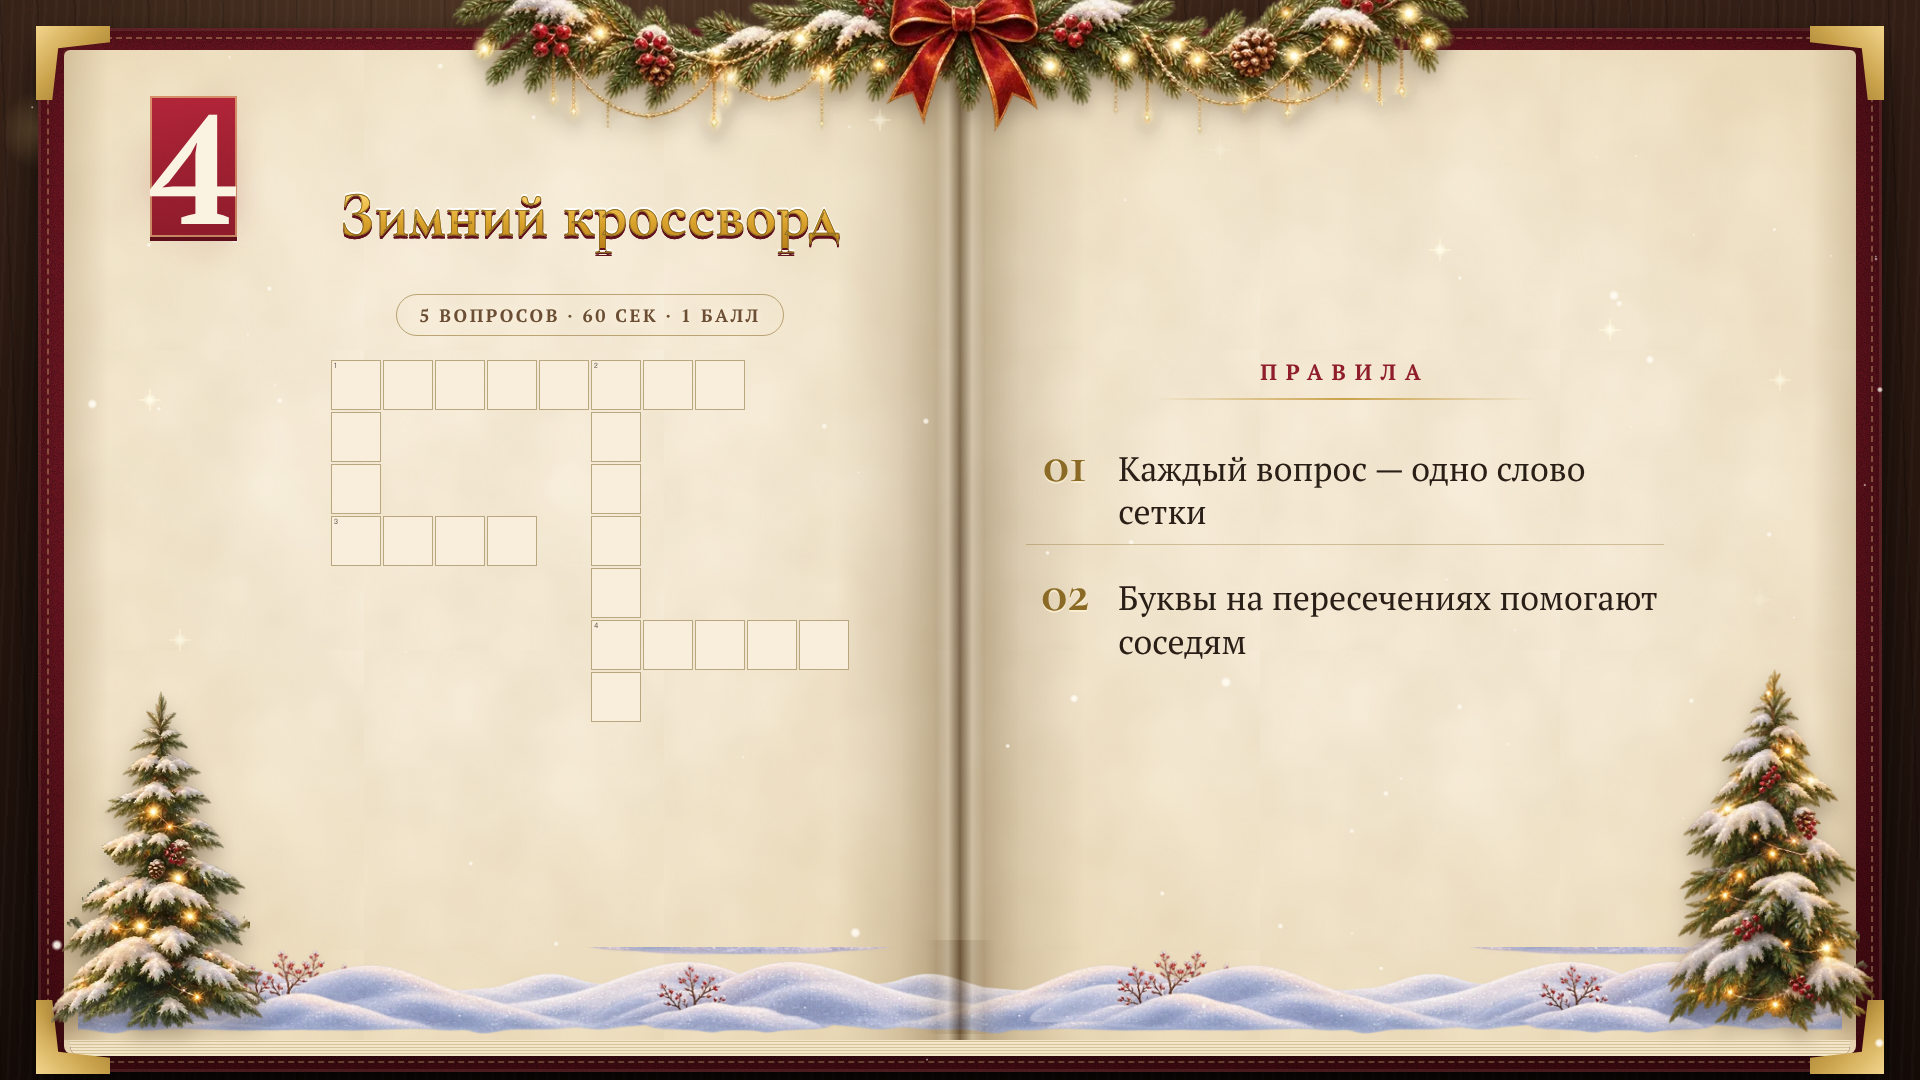 4
Зимний кроссворд
5 ВОПРОСОВ · 60 СЕК · 1 БАЛЛ
1
2
3
4
ПРАВИЛА
01 Каждый вопрос — одно слово
сетки
02 Буквы на пересечениях помогают
соседям